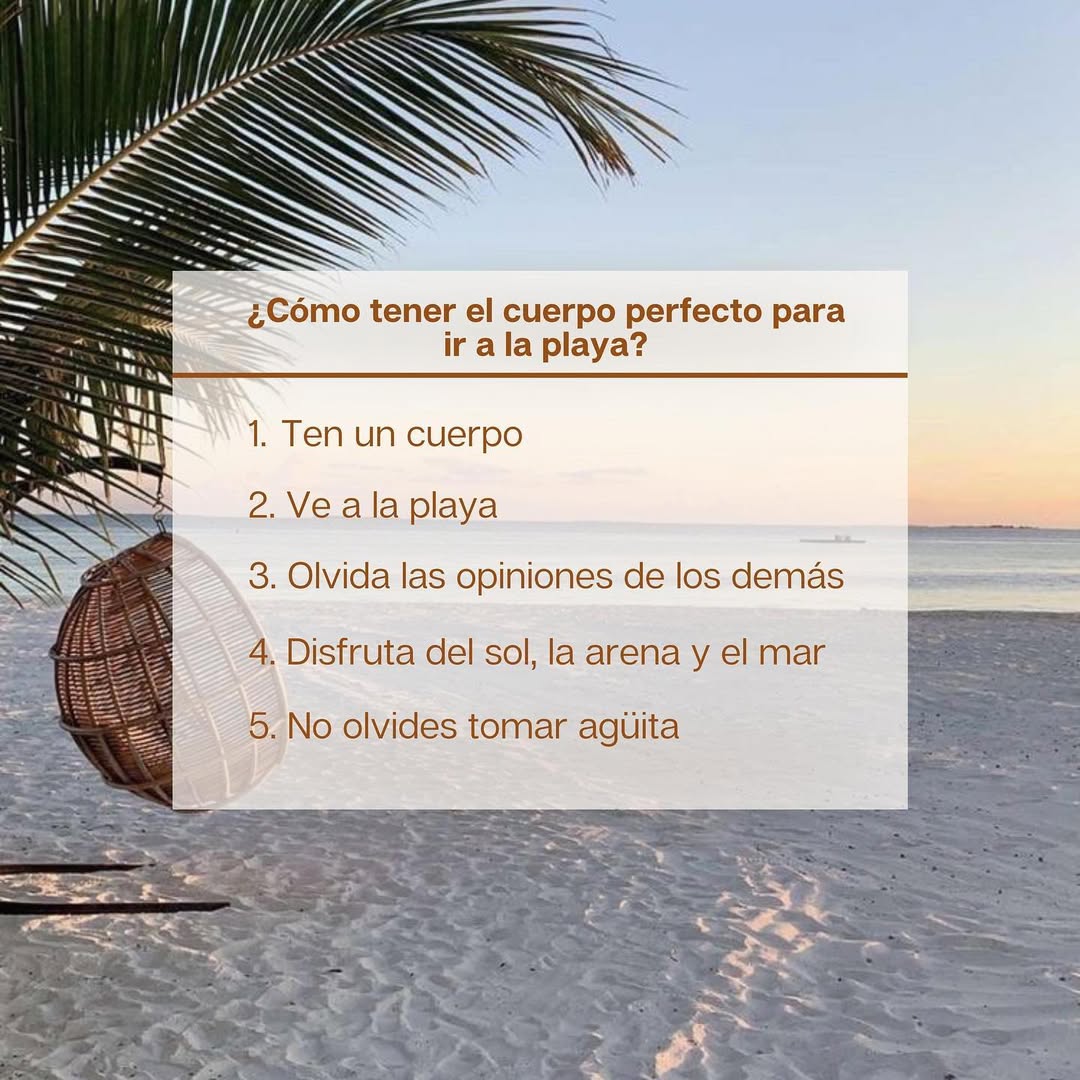 ¿Cómo tener el cuerpo perfecto para
ir a la playa?
1. Ten un cuerpo
2. Ve a la playa
3. Olvida las opiniones de los demás
4. Disfruta del sol, la arena y el mar
5. No olvides tomar agüita